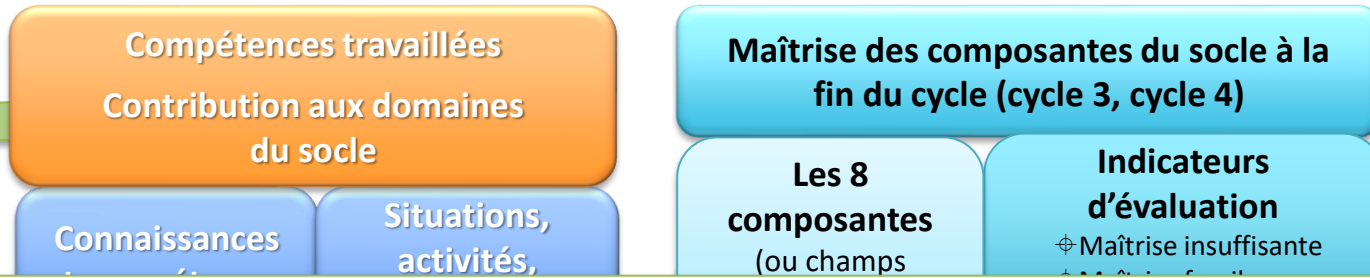 Compétences travaillées
Contribution aux domaines
du socle
Connaissances
Situations,
activités,
Maîtrise des composantes du socle à la
fin du cycle (cycle 3, cycle 4)
Les 8
composantes
(ou champs
Indicateurs
d'évaluation
Maîtrise insuffisante